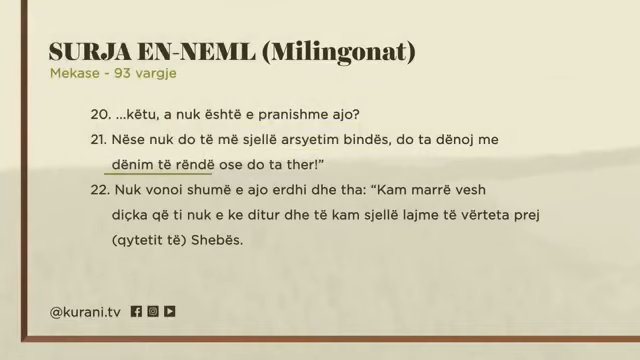 SURJA EN-NEML (Milingonat)
Mekase - 93 vargje
20. ...këtu, a nuk është e pranishme ajo?
21. Nëse nuk do të më sjellë arsyetim bindës, do ta dënoj me
dënim të rëndë ose do ta ther!”
22. Nuk vonoi shumë e ajo erdhi dhe tha: “Kam marrë vesh
diçka që ti nuk e ke ditur dhe të kam sjellë lajme të vërteta prej
(qytetit të) Shebës.
@kurani.tv